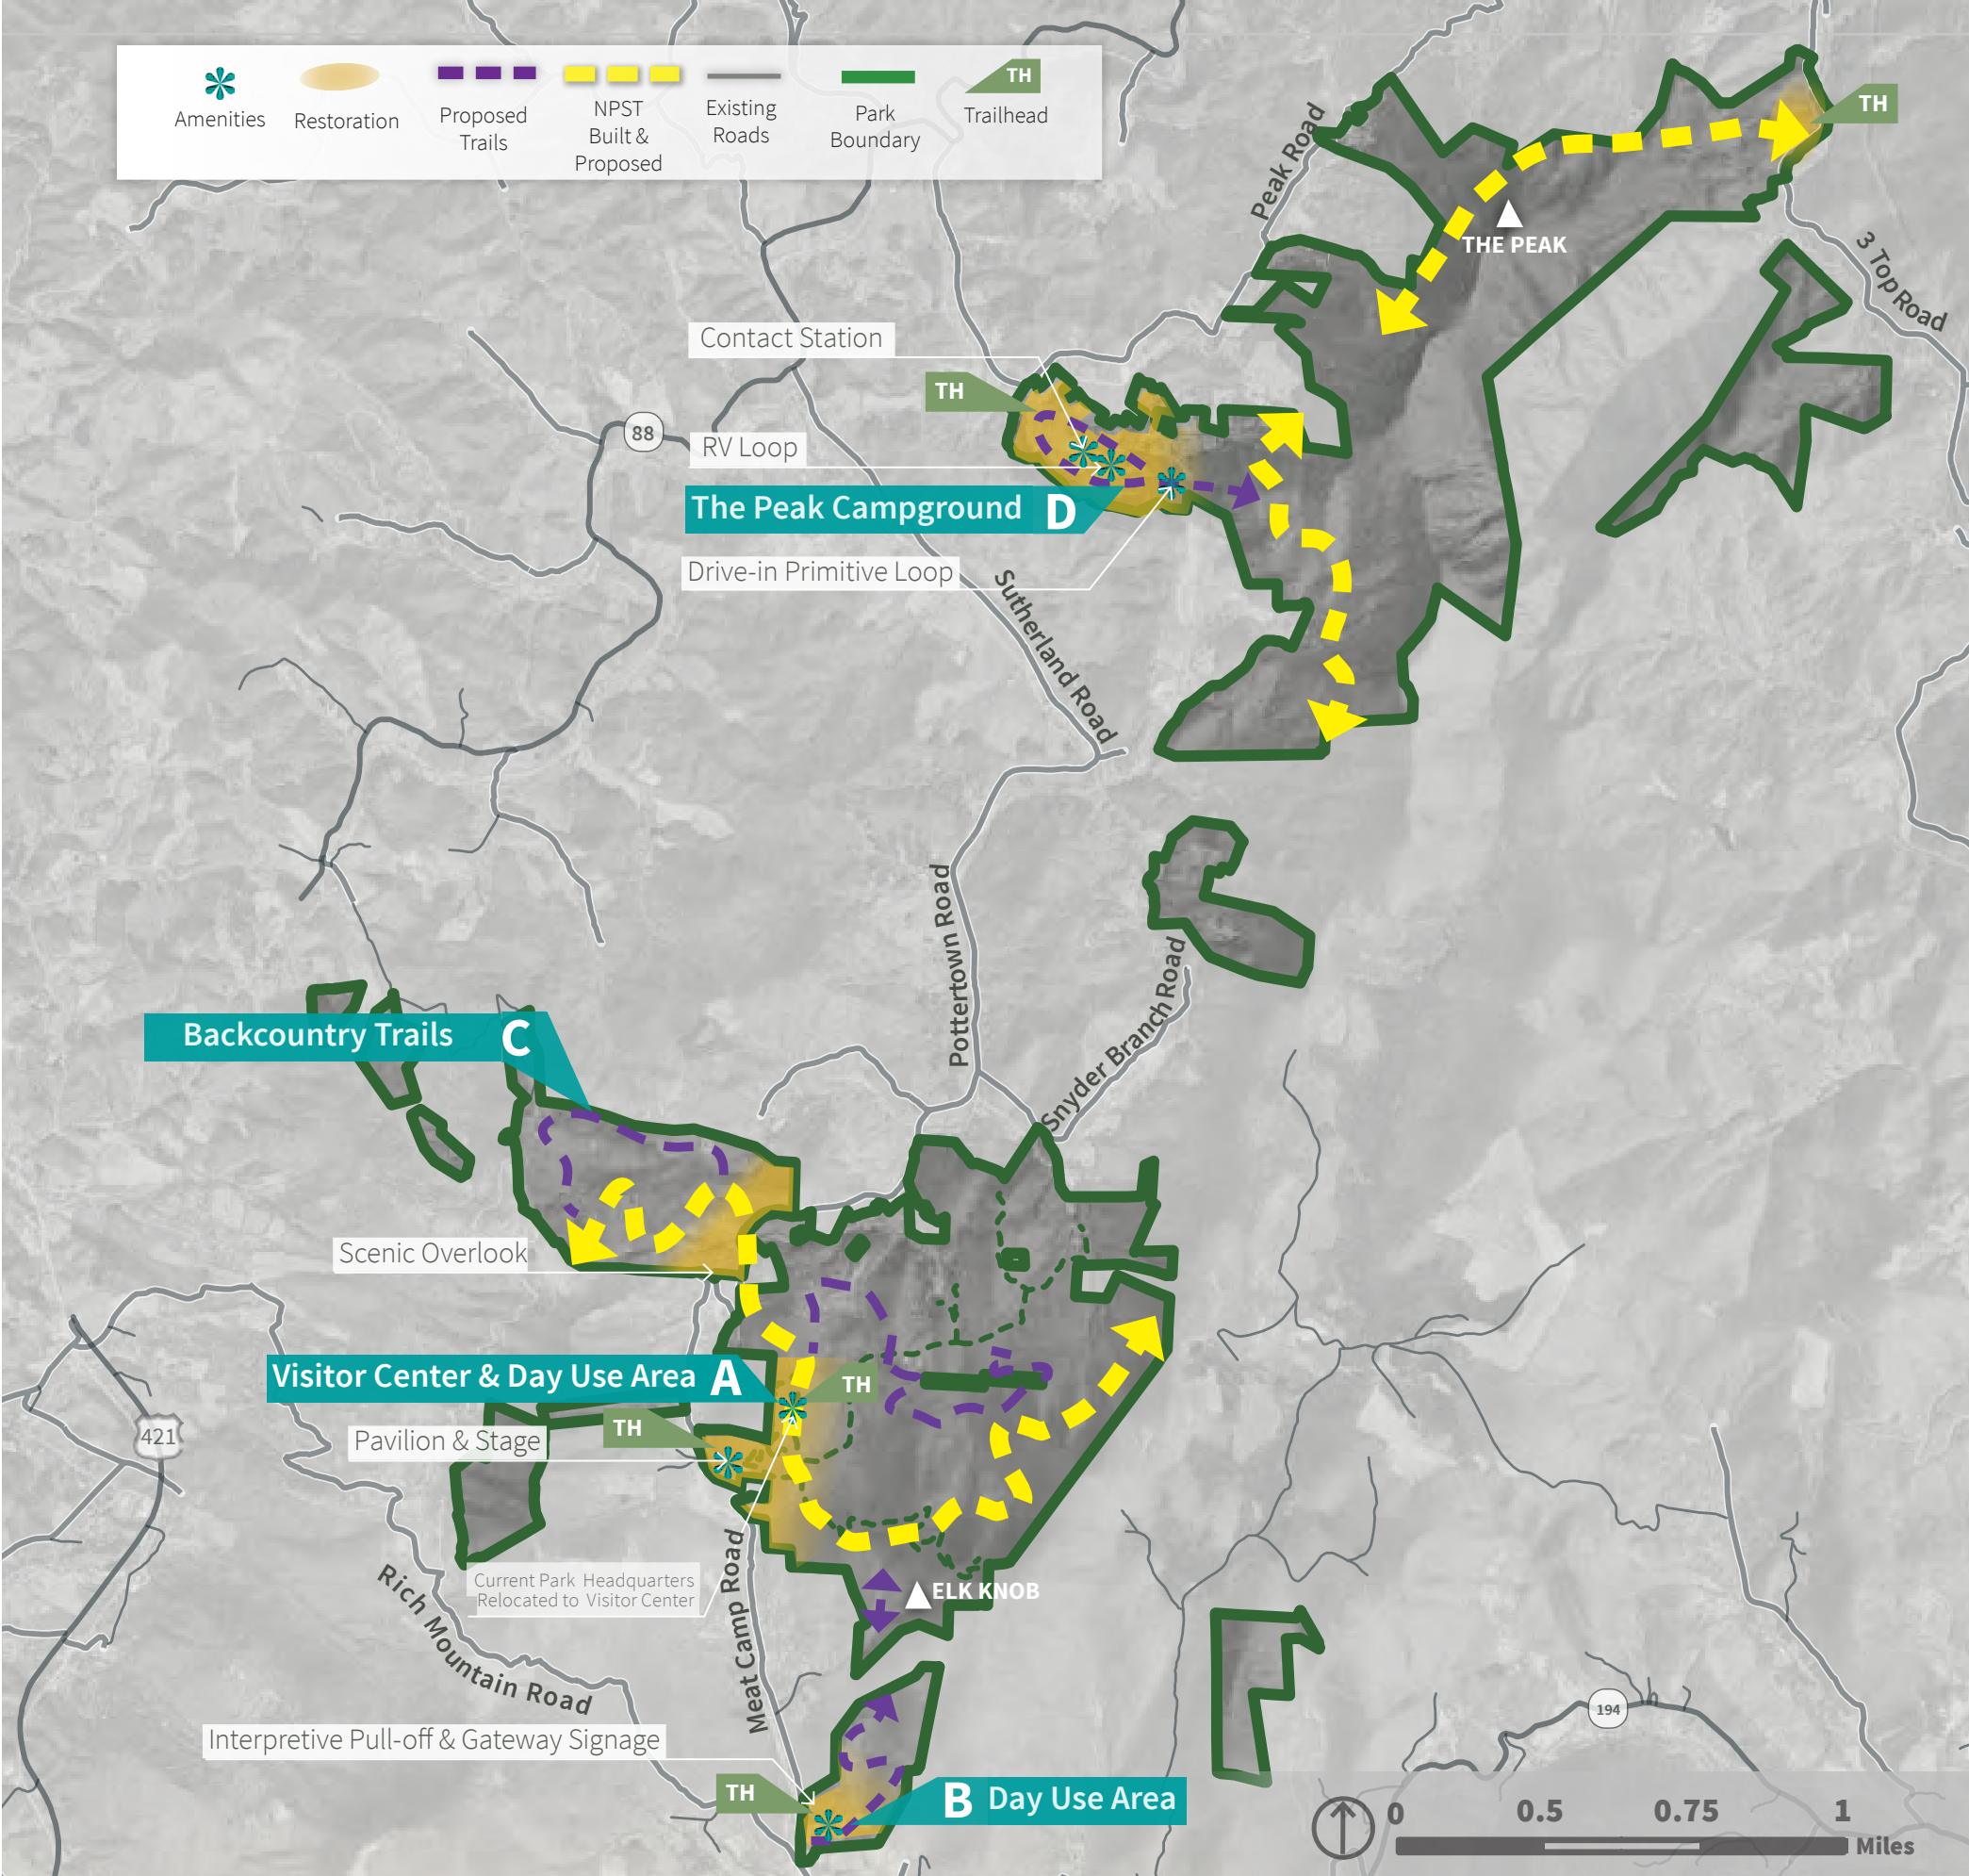 TH
Amenities
Restoration
Proposed
Trails
NPST
Built &
Proposed
Existing
Roads
Park
Boundary
Trailhead
TH
Peak Road
THE PEAK
3 Top Road
Contact Station
TH
88
RV Loop
The Peak Campground D
Drive-in Primitive Loop
Sutherland Road
Pottertown Road
Snyder Branch Road
Backcountry Trails C
Scenic Overlook
Visitor Center & Day Use Area A
TH
TH
421
Pavilion & Stage
Current Park Headquarters
Relocated to Visitor Center
Meat Camp Road
ELK KNOB
Rich Mountain Road
194
Interpretive Pull-off & Gateway Signage
TH
B Day Use Area
0 0.5 0.75 1
Miles